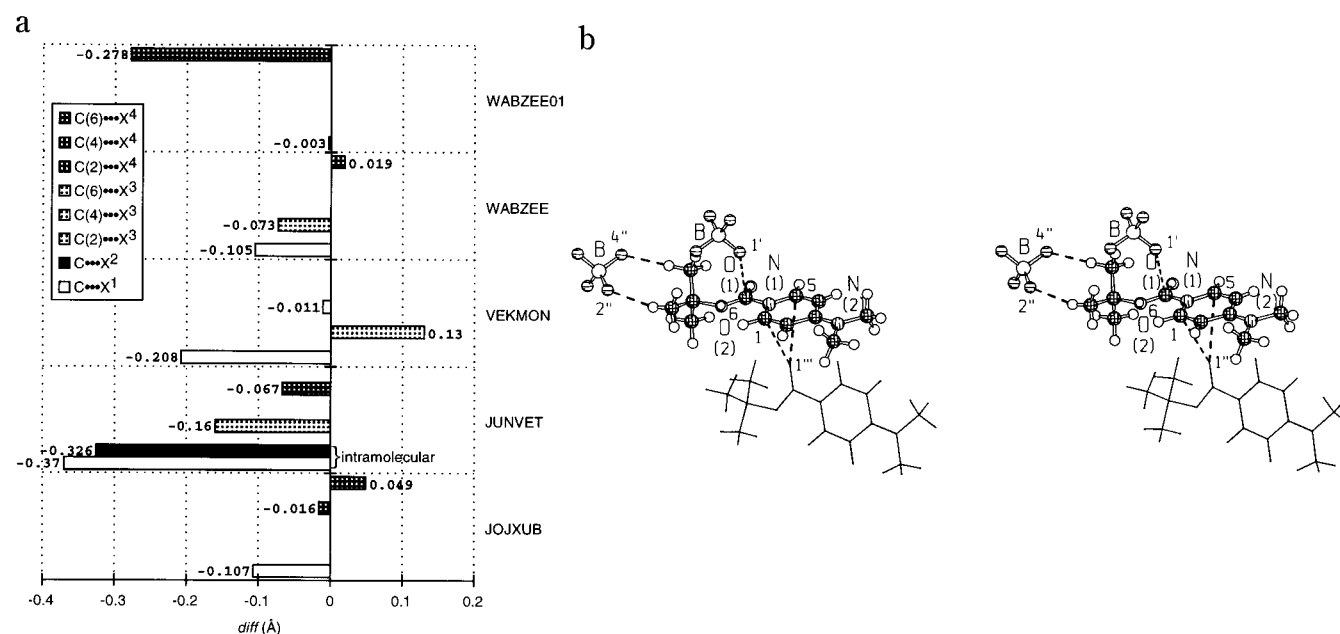 a
-0.278
WABZEE01
C(6)•••X4
C(4)•••X4
C(2)•••X4
C(6)•••X3
C(4)•••X3
C(2)•••X3
C•••X2
C•••X1
-0.003
0.019
WABZEE
-0.073
-0.105
-0.011
VEKMON
0.13
-0.208
-0.067
JUNVET
-0.16
-0.326
-0.37
intramolecular
0.049
-0.016
JOJXUB
-0.107
-0.4 -0.3 -0.2 -0.1 0 0.1 0.2
diff (Å)
b
B 4" B 1' O (1) N (1) 5 N (2)
2" 6 O (2) 1 1'''
B 4" B 1' O (1) N (1) 5 N (2)
2" 6 O (2) 1 1'''